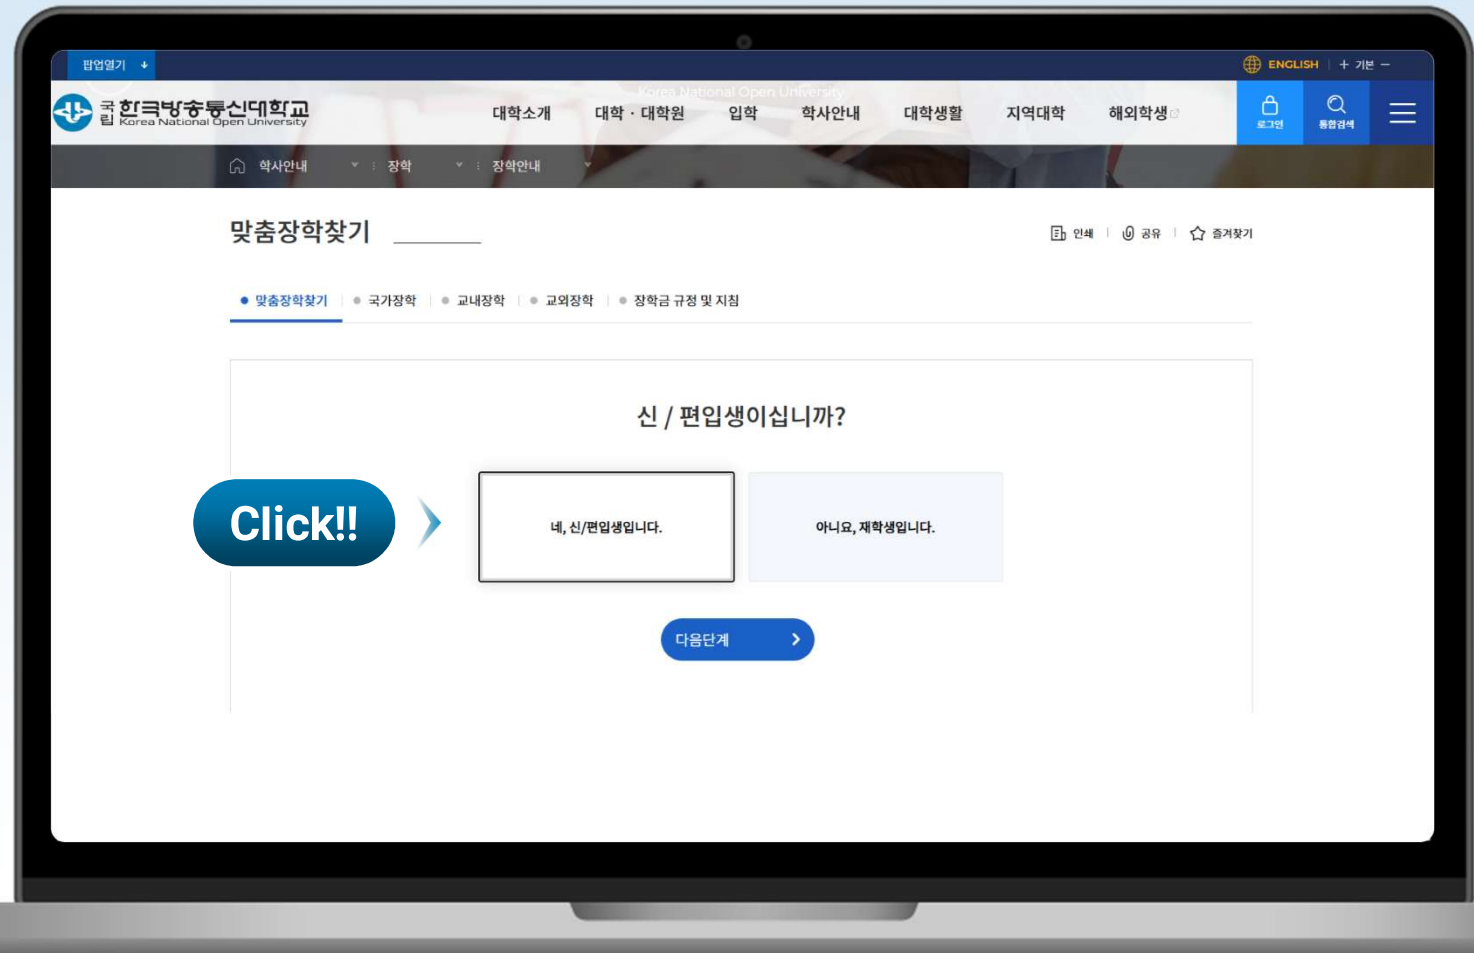 팝업열기
ENGLISH + 기본 −
국립 한국방송통신대학교
Korea National Open University
Korea National Open University
대학소개 대학 · 대학원 입학 학사안내 대학생활 지역대학 해외학생
로그인 통합검색
학사안내 장학 장학안내
맞춤장학찾기
인쇄 공유 즐겨찾기
맞춤장학찾기 국가장학 교내장학 교외장학 장학금 규정 및 지침
신 / 편입생이십니까?
Click!!
네, 신/편입생입니다. 아니요, 재학생입니다.
다음단계